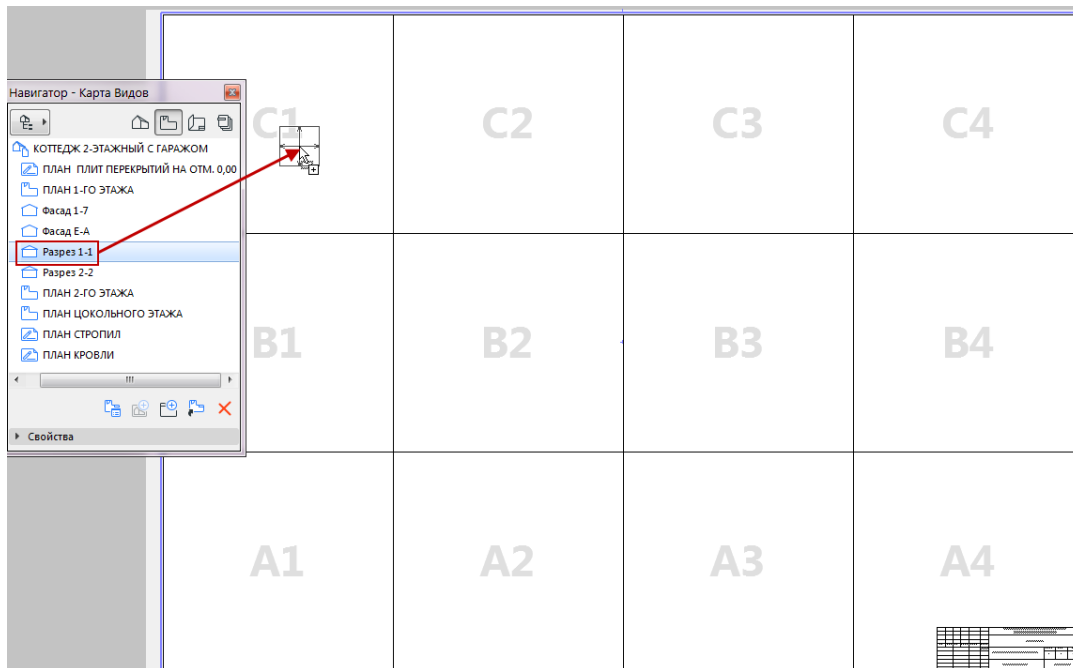 Навигатор - Карта Видов
КОТТЕДЖ 2-ЭТАЖНЫЙ С ГАРАЖОМ
ПЛАН ПЛИТ ПЕРЕКРЫТИЙ НА ОТМ. 0,00
ПЛАН 1-ГО ЭТАЖА
Фасад 1-7
Фасад Е-А
Разрез 1-1
Разрез 2-2
ПЛАН 2-ГО ЭТАЖА
ПЛАН ЦОКОЛЬНОГО ЭТАЖА
ПЛАН СТРОПИЛ
ПЛАН КРОВЛИ
Свойства
C1 C2 C3 C4
B1 B2 B3 B4
A1 A2 A3 A4